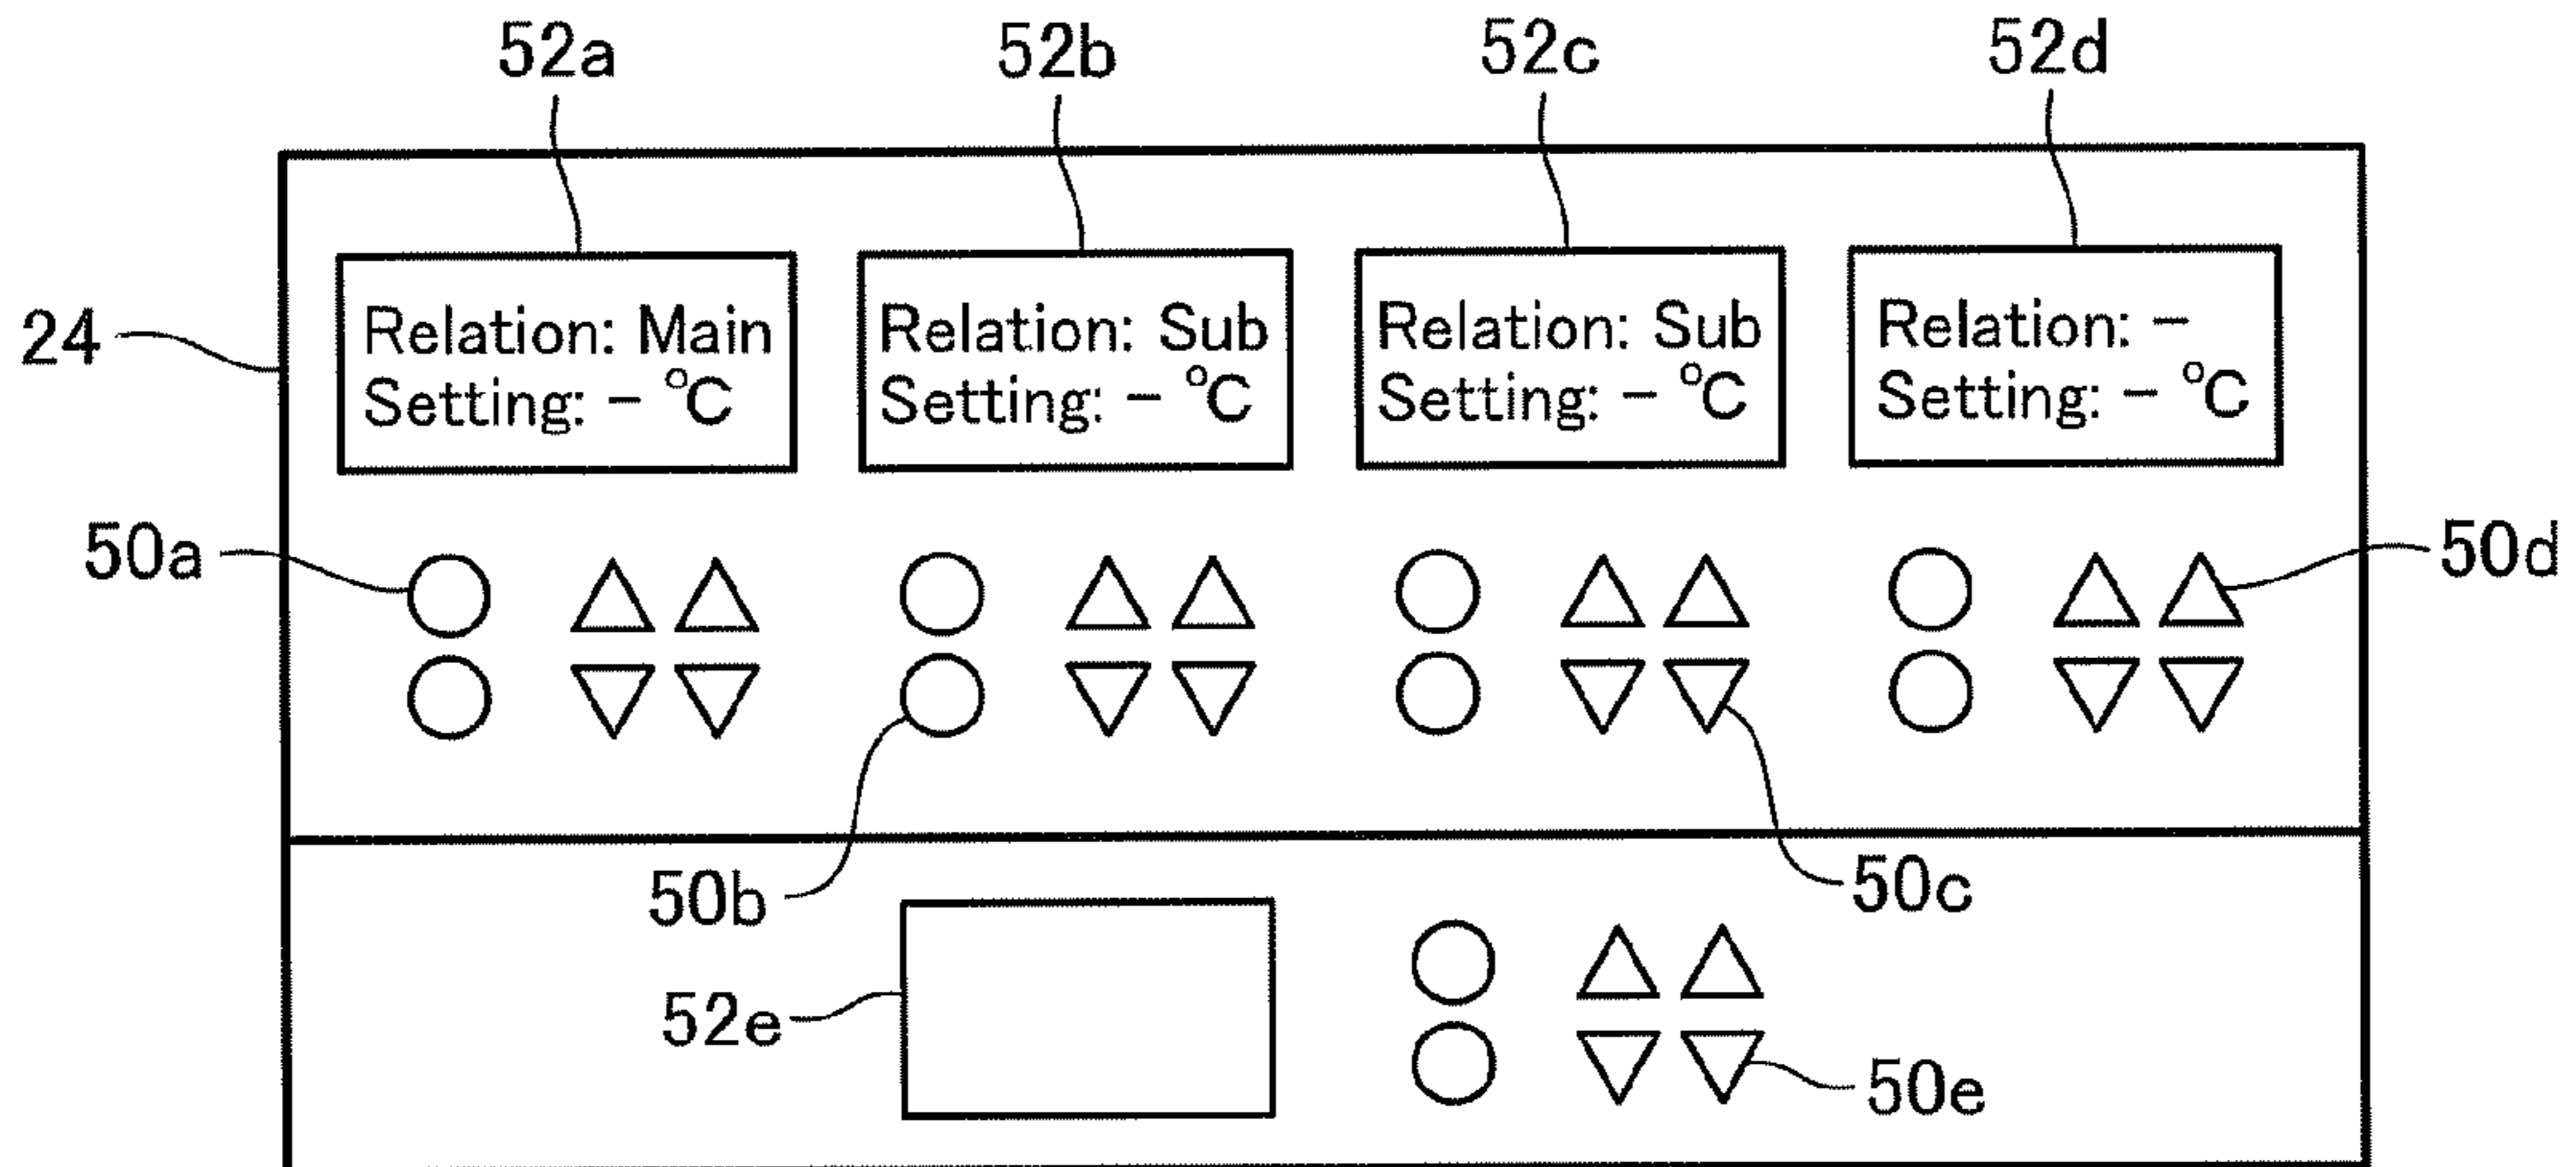 52a
52b
52c
52d
24
Relation: Main
Setting: - °C
Relation: Sub
Setting: - °C
Relation: Sub
Setting: - °C
Relation: -
Setting: - °C
50a
50d
50b
50c
52e
50e